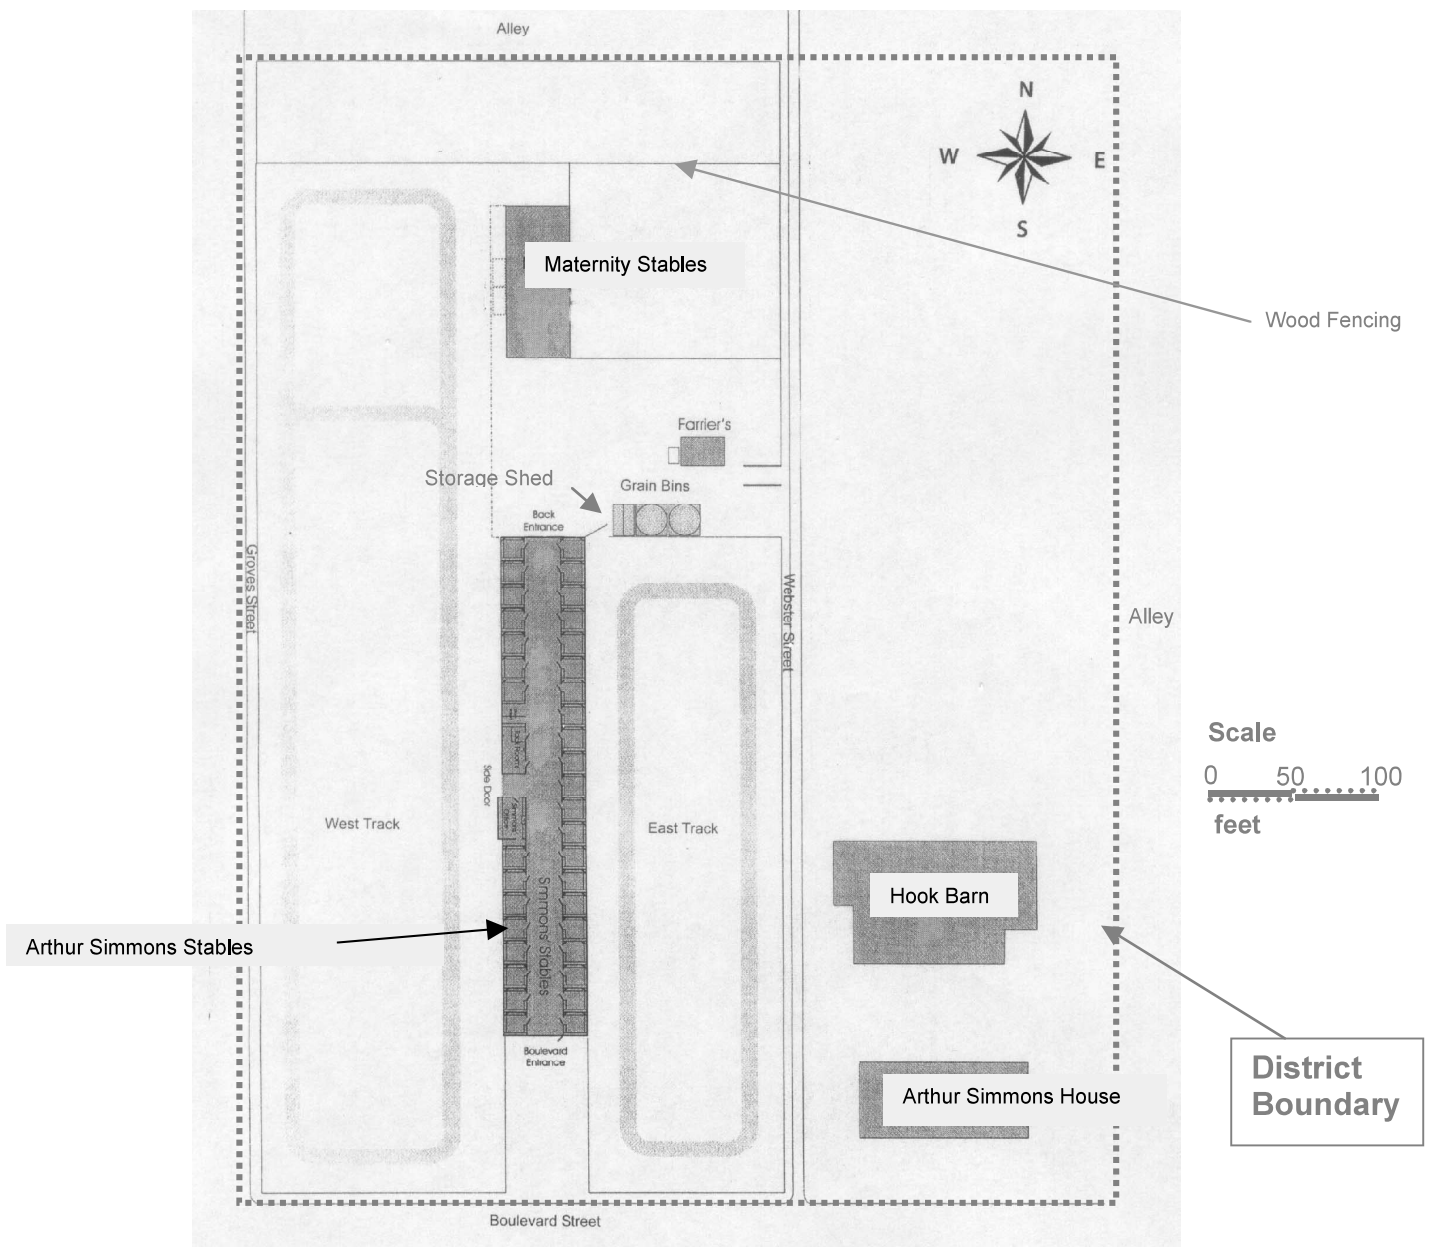 Alley
N
W E
S
Maternity Stables
Wood Fencing
Farrier's
Storage Shed
Grain Bins
Back
Entrance
Groves Street
Webster Street
Alley
Scale
0 50 100
feet
Side Door
West Track
East Track
Simmons
Hook Barn
Simmons' Stables
Arthur Simmons Stables
Boulevard
Entrance
District
Boundary
Arthur Simmons House
Boulevard Street